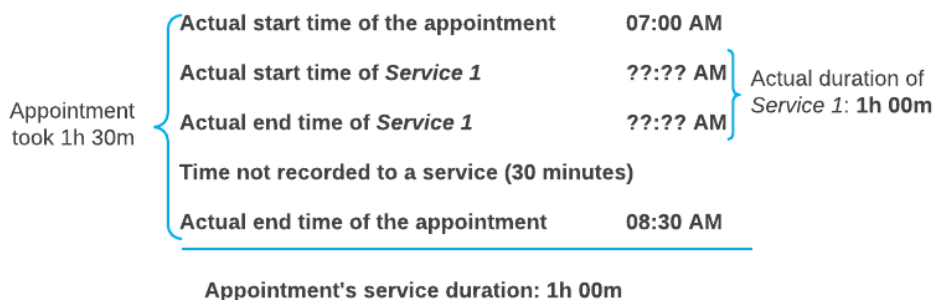 Actual start time of the appointment 07:00 AM
Actual start time of Service 1 ??:?? AM
Actual duration of
Service 1: 1h 00m
Appointment
took 1h 30m
Actual end time of Service 1 ??:?? AM
Time not recorded to a service (30 minutes)
Actual end time of the appointment 08:30 AM
Appointment's service duration: 1h 00m